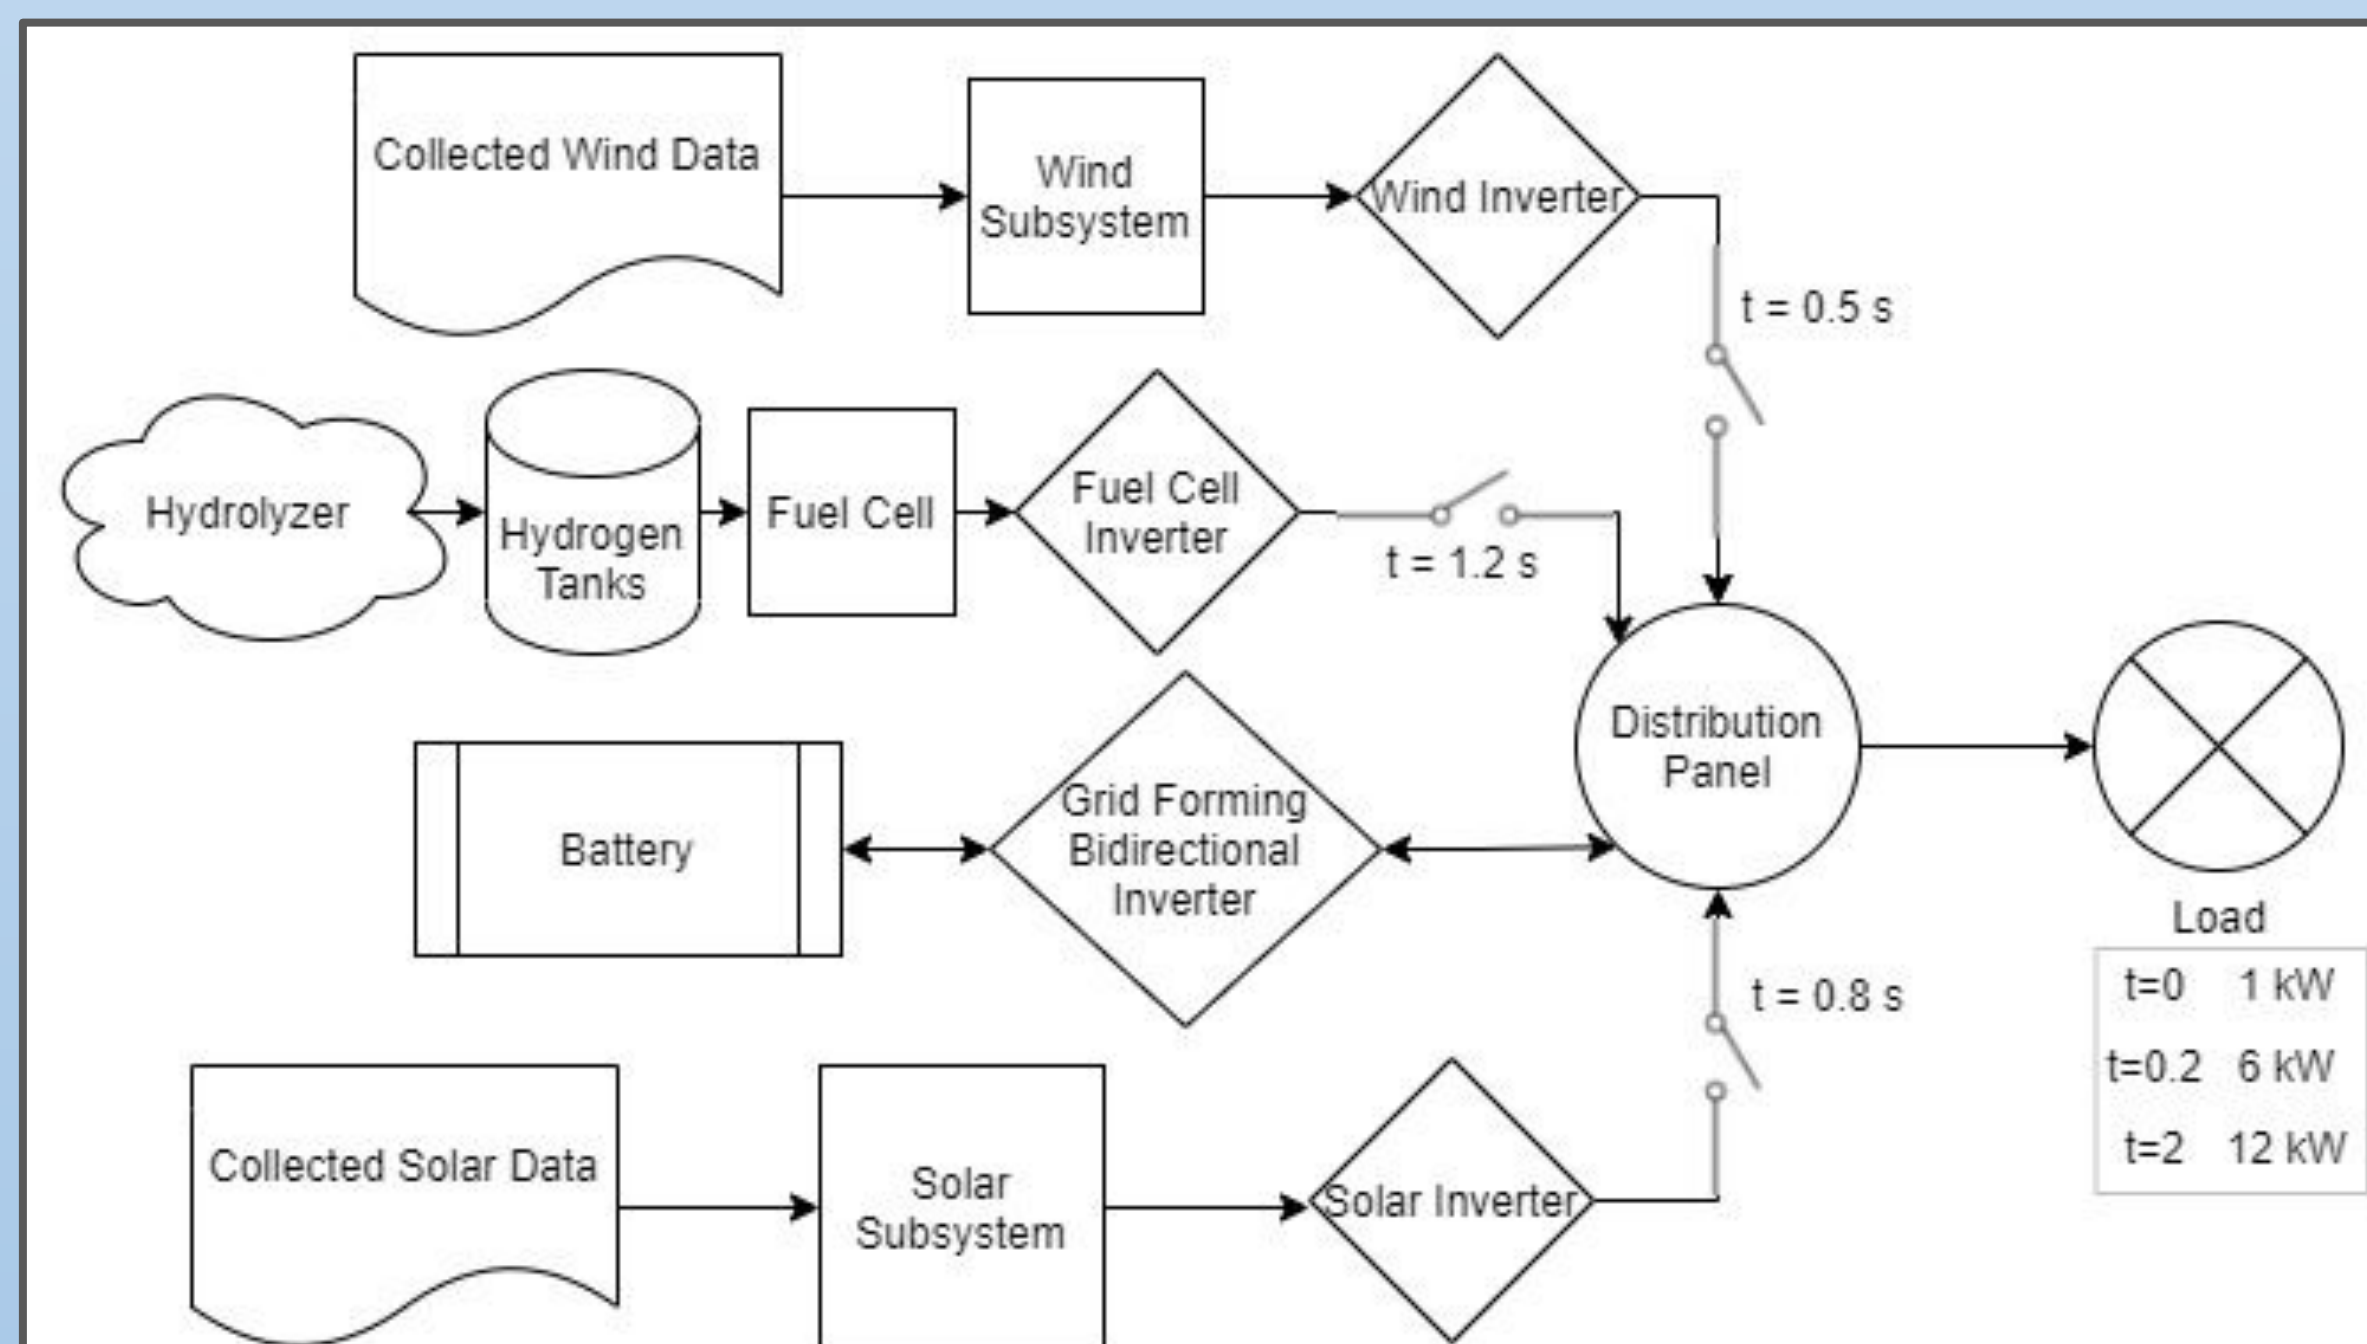 Collected Wind Data
Wind
Subsystem
Wind Inverter
t = 0.5 s
Hydrolyzer
Hydrogen
Tanks
Fuel Cell
Fuel Cell
Inverter
t = 1.2 s
Distribution
Panel
Battery
Grid Forming
Bidirectional
Inverter
Load
t=0 1 kW
t=0.2 6 kW
t=2 12 kW
t = 0.8 s
Collected Solar Data
Solar
Subsystem
Solar Inverter